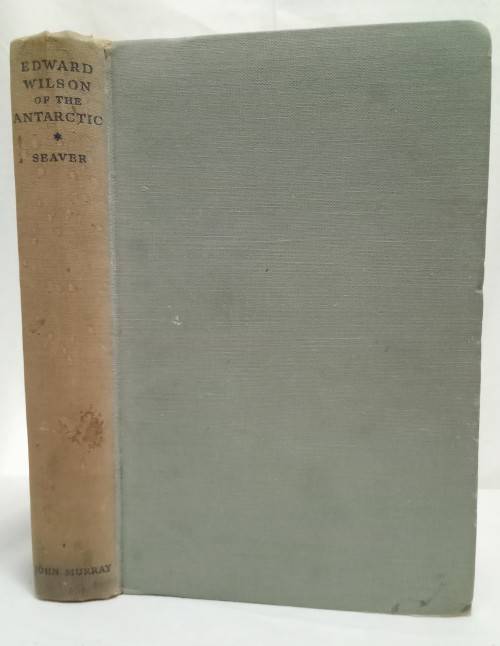 EDWARD
WILSON
OF THE
ANTARCTIC
*
SEAVER
JOHN MURRAY